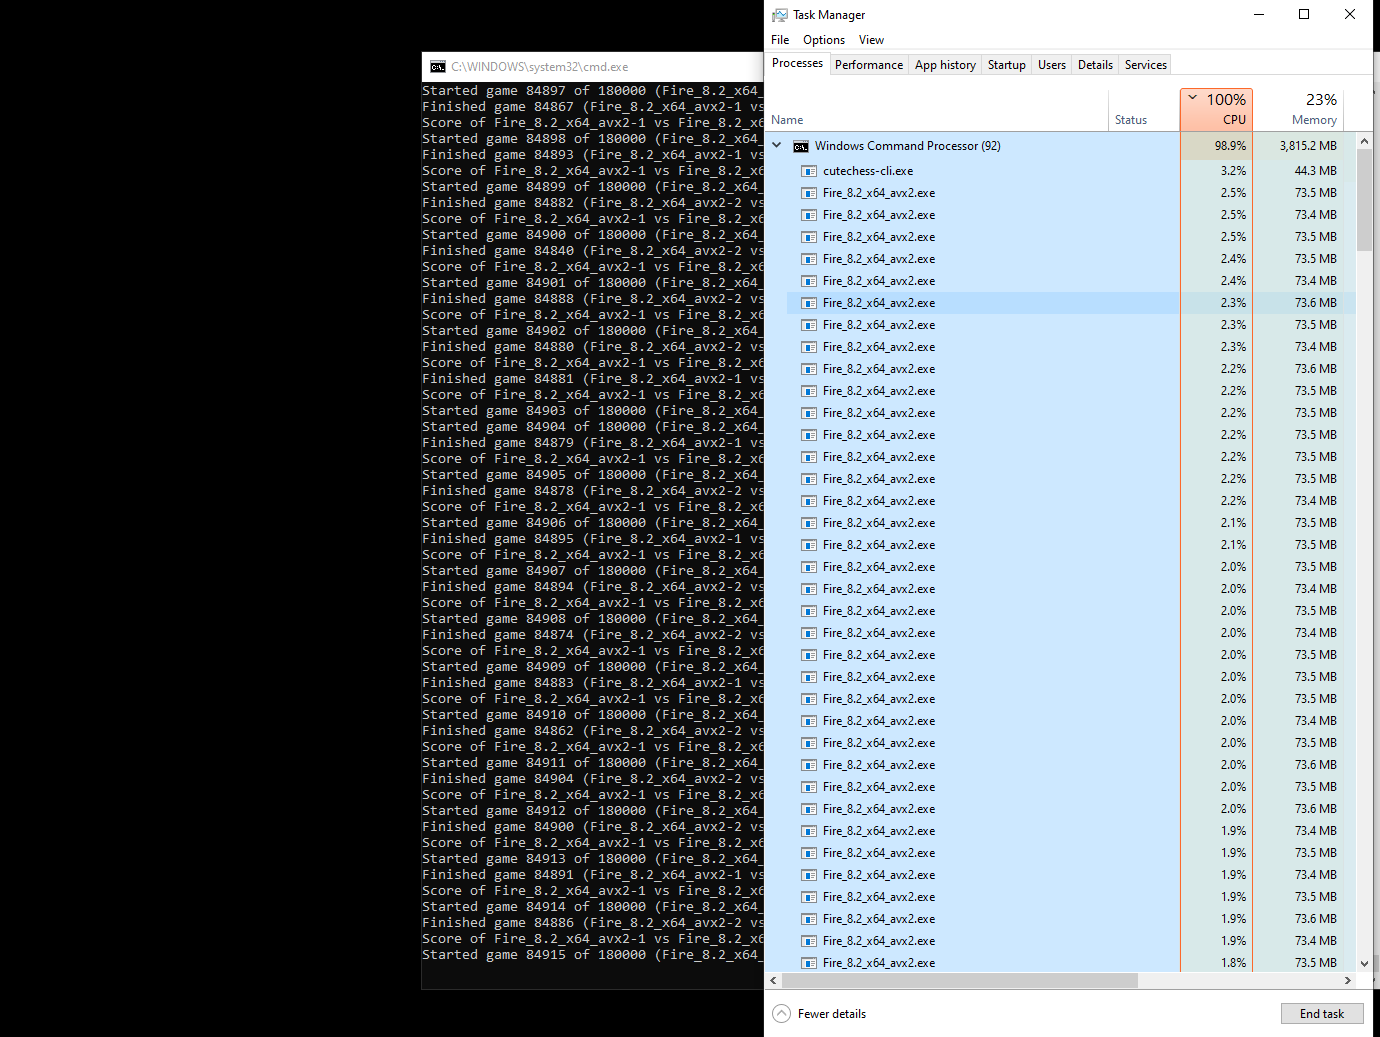 C:\WINDOWS\system32\cmd.exe
Started game 84897 of 180000 (Fire_8.2_x64_
Finished game 84867 (Fire_8.2_x64_avx2-1 vs
Score of Fire_8.2_x64_avx2-1 vs Fire_8.2_x
Started game 84898 of 180000 (Fire_8.2_x64_
Finished game 84893 (Fire_8.2_x64_avx2-1 vs
Score of Fire_8.2_x64_avx2-1 vs Fire_8.2_x6
Started game 84899 of 180000 (Fire_8.2_x64_
Finished game 84882 (Fire_8.2_x64_avx2-2 vs
Score of Fire_8.2_x64_avx2-1 vs Fire_8.2_x6
Started game 84900 of 180000 (Fire_8.2_x64_
Finished game 84840 (Fire_8.2_x64_avx2-2 vs
Score of Fire_8.2_x64_avx2-1 vs Fire_8.2_x6
Started game 84901 of 180000 (Fire_8.2_x64_
Finished game 84888 (Fire_8.2_x64_avx2-2 vs
Score of Fire_8.2_x64_avx2-1 vs Fire_8.2_x6
Started game 84902 of 180000 (Fire_8.2_x64_
Finished game 84880 (Fire_8.2_x64_avx2-2 vs
Score of Fire_8.2_x64_avx2-1 vs Fire_8.2_x6
Finished game 84881 (Fire_8.2_x64_avx2-1 vs
Score of Fire_8.2_x64_avx2-1 vs Fire_8.2_x6
Started game 84903 of 180000 (Fire_8.2_x64_
Started game 84904 of 180000 (Fire_8.2_x64_
Finished game 84879 (Fire_8.2_x64_avx2-1 vs
Score of Fire_8.2_x64_avx2-1 vs Fire_8.2_x6
Started game 84905 of 180000 (Fire_8.2_x64_
Finished game 84878 (Fire_8.2_x64_avx2-2 vs
Score of Fire_8.2_x64_avx2-1 vs Fire_8.2_x6
Started game 84906 of 180000 (Fire_8.2_x64_
Finished game 84895 (Fire_8.2_x64_avx2-1 vs
Score of Fire_8.2_x64_avx2-1 vs Fire_8.2_x6
Started game 84907 of 180000 (Fire_8.2_x64_
Finished game 84894 (Fire_8.2_x64_avx2-2 vs
Score of Fire_8.2_x64_avx2-1 vs Fire_8.2_x6
Started game 84908 of 180000 (Fire_8.2_x64_
Finished game 84874 (Fire_8.2_x64_avx2-2 vs
Score of Fire_8.2_x64_avx2-1 vs Fire_8.2_x6
Started game 84909 of 180000 (Fire_8.2_x64_
Finished game 84883 (Fire_8.2_x64_avx2-1 vs
Score of Fire_8.2_x64_avx2-1 vs Fire_8.2_x6
Started game 84910 of 180000 (Fire_8.2_x64_
Finished game 84862 (Fire_8.2_x64_avx2-2 vs
Score of Fire_8.2_x64_avx2-1 vs Fire_8.2_x6
Started game 84911 of 180000 (Fire_8.2_x64_
Finished game 84904 (Fire_8.2_x64_avx2-2 vs
Score of Fire_8.2_x64_avx2-1 vs Fire_8.2_x6
Started game 84912 of 180000 (Fire_8.2_x64_
Finished game 84900 (Fire_8.2_x64_avx2-2 vs
Score of Fire_8.2_x64_avx2-1 vs Fire_8.2_x6
Started game 84913 of 180000 (Fire_8.2_x64_
Finished game 84891 (Fire_8.2_x64_avx2-1 vs
Score of Fire_8.2_x64_avx2-1 vs Fire_8.2_x6
Started game 84914 of 180000 (Fire_8.2_x64_
Finished game 84886 (Fire_8.2_x64_avx2-2 vs
Score of Fire_8.2_x64_avx2-1 vs Fire_8.2_x6
Started game 84915 of 180000 (Fire_8.2_x64_
Task Manager
File Options View
Processes Performance App history Startup Users Details Services
100% 23%
Name Status CPU Memory
Windows Command Processor (92) 98.9% 3,815.2 MB
cutechess-cli.exe 3.2% 44.3 MB
Fire_8.2_x64_avx2.exe 2.5% 73.5 MB
Fire_8.2_x64_avx2.exe 2.5% 73.4 MB
Fire_8.2_x64_avx2.exe 2.5% 73.5 MB
Fire_8.2_x64_avx2.exe 2.4% 73.5 MB
Fire_8.2_x64_avx2.exe 2.4% 73.4 MB
Fire_8.2_x64_avx2.exe 2.3% 73.6 MB
Fire_8.2_x64_avx2.exe 2.3% 73.5 MB
Fire_8.2_x64_avx2.exe 2.3% 73.4 MB
Fire_8.2_x64_avx2.exe 2.2% 73.6 MB
Fire_8.2_x64_avx2.exe 2.2% 73.5 MB
Fire_8.2_x64_avx2.exe 2.2% 73.5 MB
Fire_8.2_x64_avx2.exe 2.2% 73.5 MB
Fire_8.2_x64_avx2.exe 2.2% 73.5 MB
Fire_8.2_x64_avx2.exe 2.2% 73.5 MB
Fire_8.2_x64_avx2.exe 2.2% 73.4 MB
Fire_8.2_x64_avx2.exe 2.1% 73.5 MB
Fire_8.2_x64_avx2.exe 2.1% 73.5 MB
Fire_8.2_x64_avx2.exe 2.0% 73.5 MB
Fire_8.2_x64_avx2.exe 2.0% 73.4 MB
Fire_8.2_x64_avx2.exe 2.0% 73.5 MB
Fire_8.2_x64_avx2.exe 2.0% 73.4 MB
Fire_8.2_x64_avx2.exe 2.0% 73.5 MB
Fire_8.2_x64_avx2.exe 2.0% 73.5 MB
Fire_8.2_x64_avx2.exe 2.0% 73.5 MB
Fire_8.2_x64_avx2.exe 2.0% 73.4 MB
Fire_8.2_x64_avx2.exe 2.0% 73.5 MB
Fire_8.2_x64_avx2.exe 2.0% 73.6 MB
Fire_8.2_x64_avx2.exe 2.0% 73.5 MB
Fire_8.2_x64_avx2.exe 2.0% 73.6 MB
Fire_8.2_x64_avx2.exe 1.9% 73.4 MB
Fire_8.2_x64_avx2.exe 1.9% 73.5 MB
Fire_8.2_x64_avx2.exe 1.9% 73.4 MB
Fire_8.2_x64_avx2.exe 1.9% 73.5 MB
Fire_8.2_x64_avx2.exe 1.9% 73.6 MB
Fire_8.2_x64_avx2.exe 1.9% 73.4 MB
Fire_8.2_x64_avx2.exe 1.8% 73.5 MB
Fewer details End task